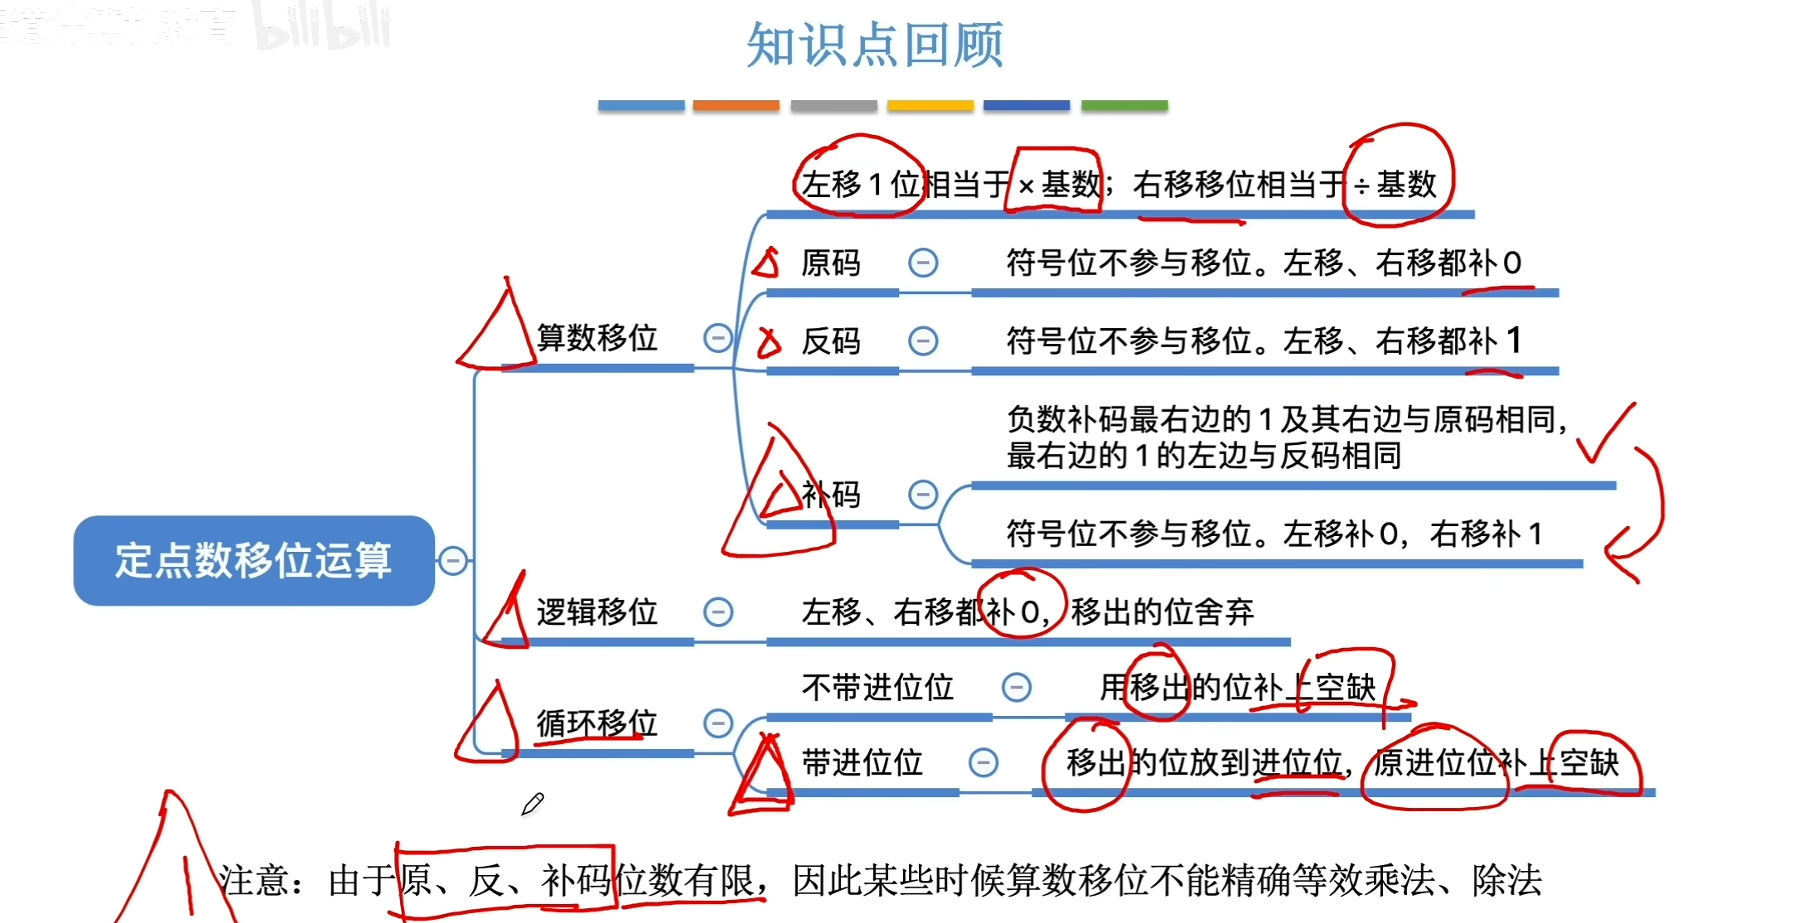 bilibili
知识点回顾
左移1位相当于×基数；右移移位相当于÷基数
原码 符号位不参与移位。左移、右移都补0
算数移位
反码 符号位不参与移位。左移、右移都补1
负数补码最右边的1及其右边与原码相同，
最右边的1的左边与反码相同
补码
符号位不参与移位。左移补0，右移补1
定点数移位运算
逻辑移位 左移、右移都补0，移出的位舍弃
不带进位位 用移出的位补上空缺
循环移位
带进位位 移出的位放到进位位，原进位位补上空缺
注意：由于原、反、补码位数有限，因此某些时候算数移位不能精确等效乘法、除法